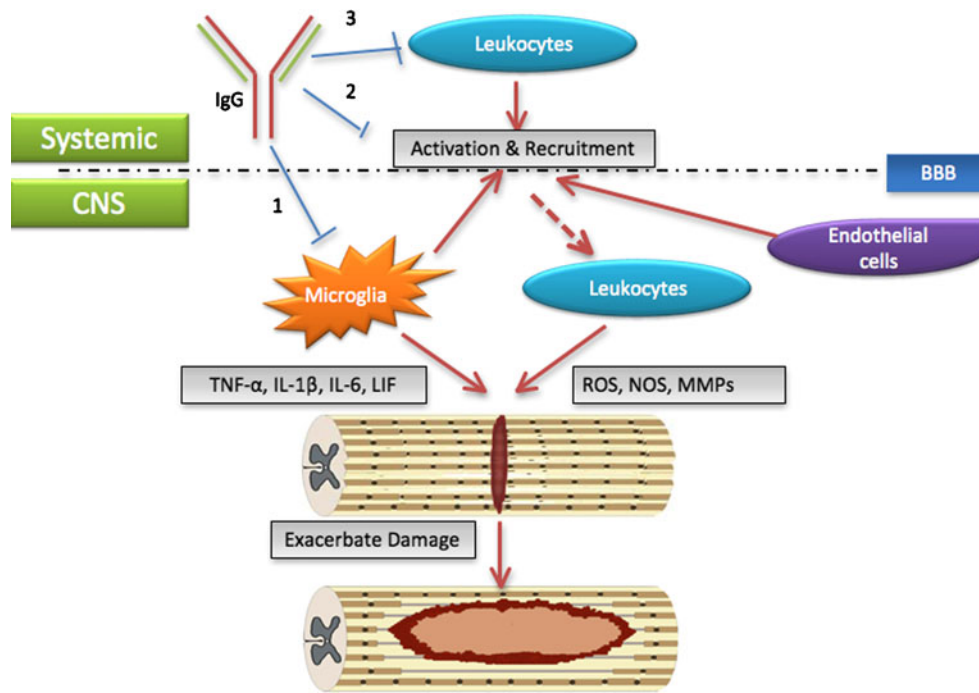 3
Leukocytes
IgG
2
Systemic
Activation & Recruitment
BBB
CNS
1
Endothelial
cells
Microglia
Leukocytes
TNF-α, IL-1β, IL-6, LIF
ROS, NOS, MMPs
Exacerbate Damage